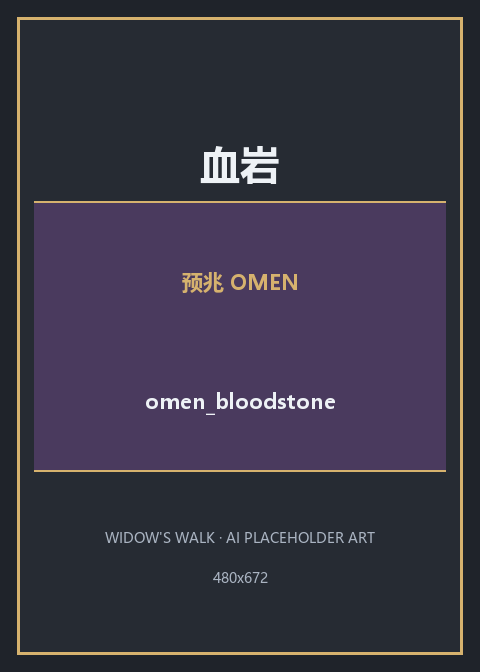 血岩
预兆 OMEN
omen_bloodstone
WIDOW'S WALK · AI PLACEHOLDER ART
480x672